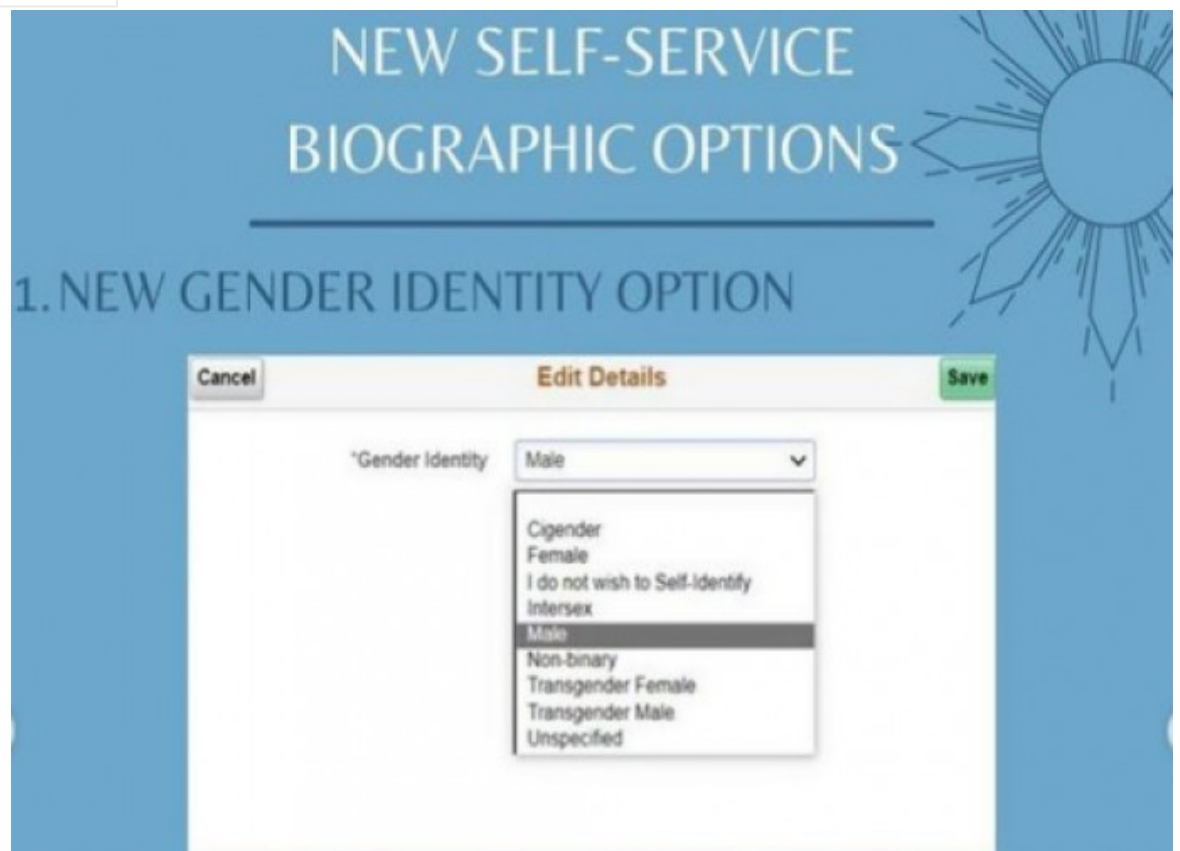 NEW SELF-SERVICE
BIOGRAPHIC OPTIONS
1. NEW GENDER IDENTITY OPTION
Cancel
Edit Details
Save
*Gender Identity
Male
Cigender
Female
I do not wish to Self-Identify
Intersex
Male
Non-binary
Transgender Female
Transgender Male
Unspecified